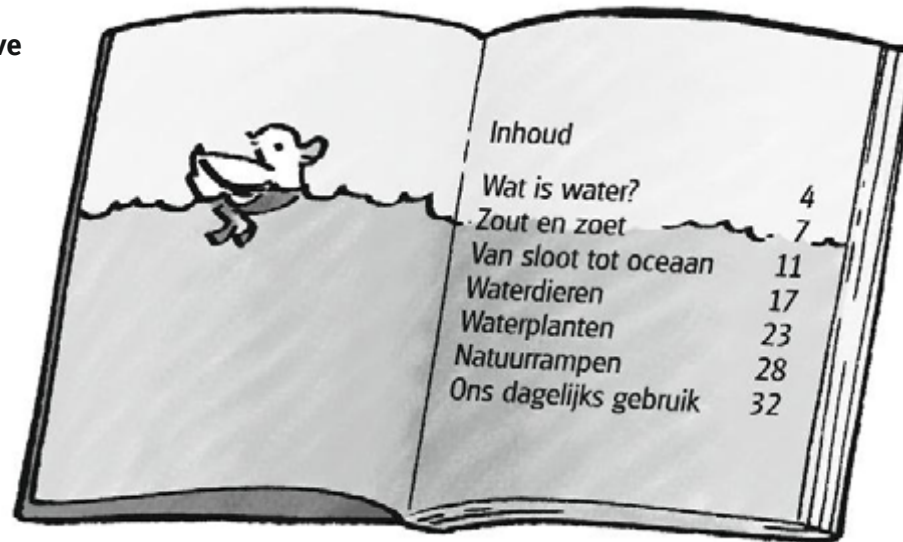 ve
Inhoud
Wat is water? 4
Zout en zoet 7
Van sloot tot oceaan 11
Waterdieren 17
Waterplanten 23
Natuurrampen 28
Ons dagelijks gebruik 32